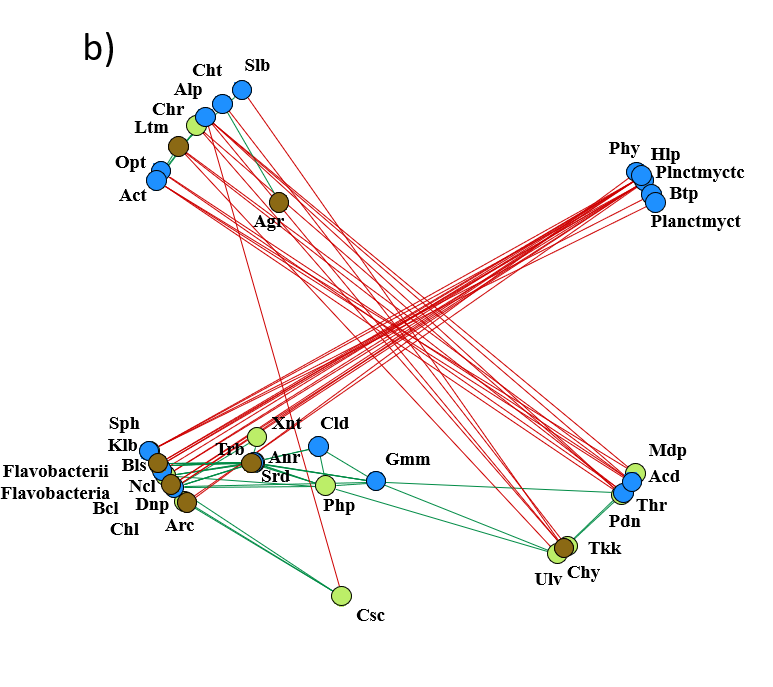 b)
Cht
Slb
Alp
Chr
Ltm
Opt
Act
Agr
Phy
Hlp
Plnctmyctc
Btp
Planctmyct
Sph
Klb
Bls
Flavobacterii
Flavobacteria
Ncl
Bcl
Dnp
Chl
Arc
Xnt
Trb
Anr
Srd
Cld
Gmm
Php
Csc
Mdp
Acd
Thr
Pdn
Tkk
Chy
Ulv